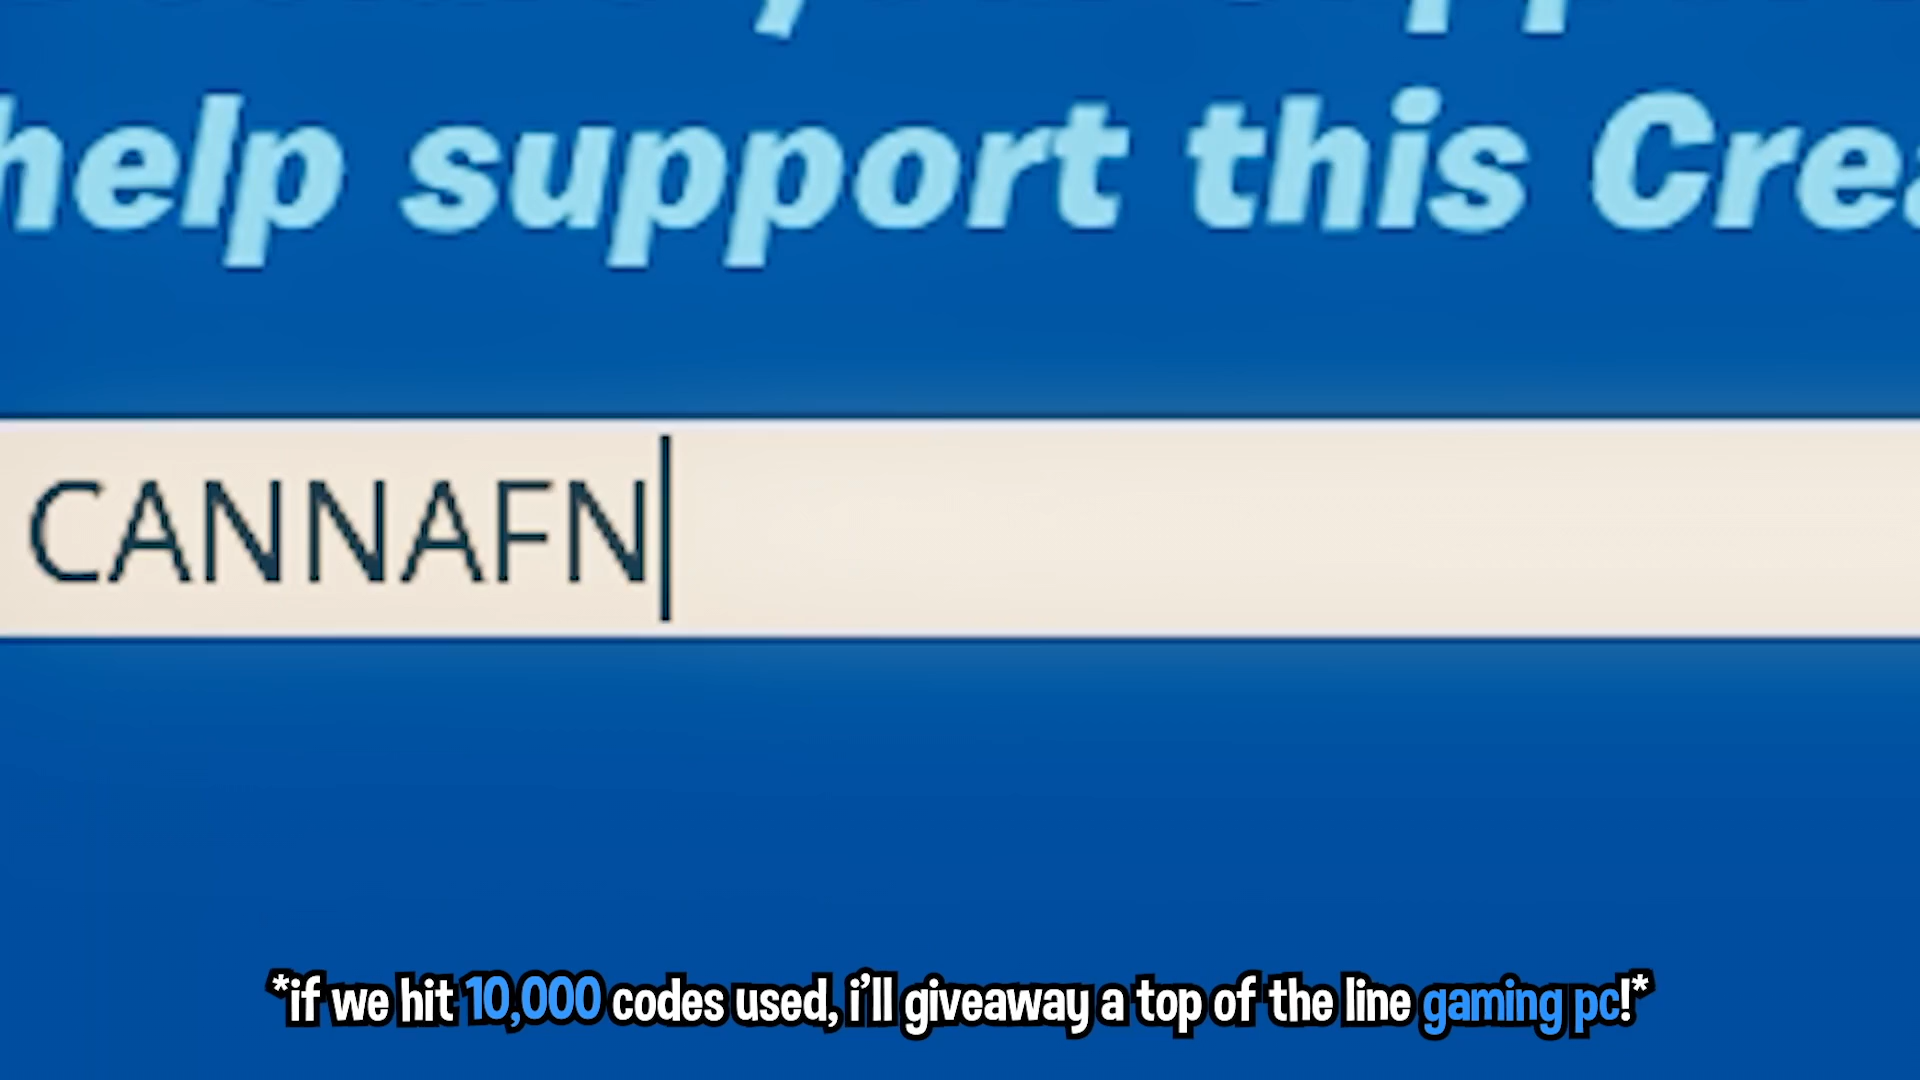 help support this
CANNAFN
*if we hit 10,000 codes used, i'll giveaway a top of the line gaming pc!*